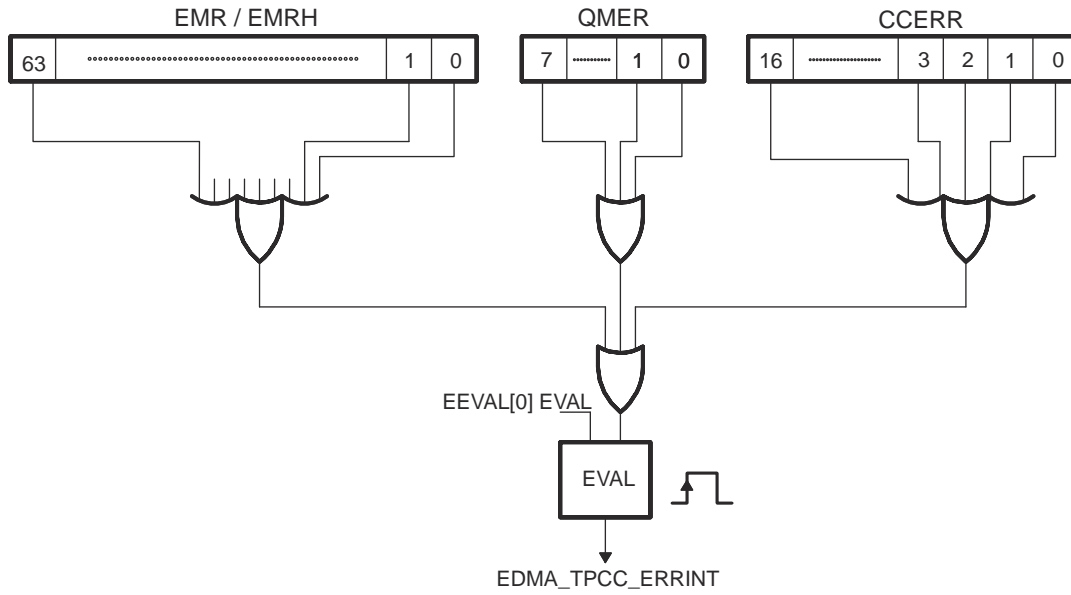 EMR / EMRH QMER CCERR
63 1 0 7 1 0 16 3 2 1 0
EEVAL[0] EVAL
EVAL
EDMA_TPCC_ERRINT